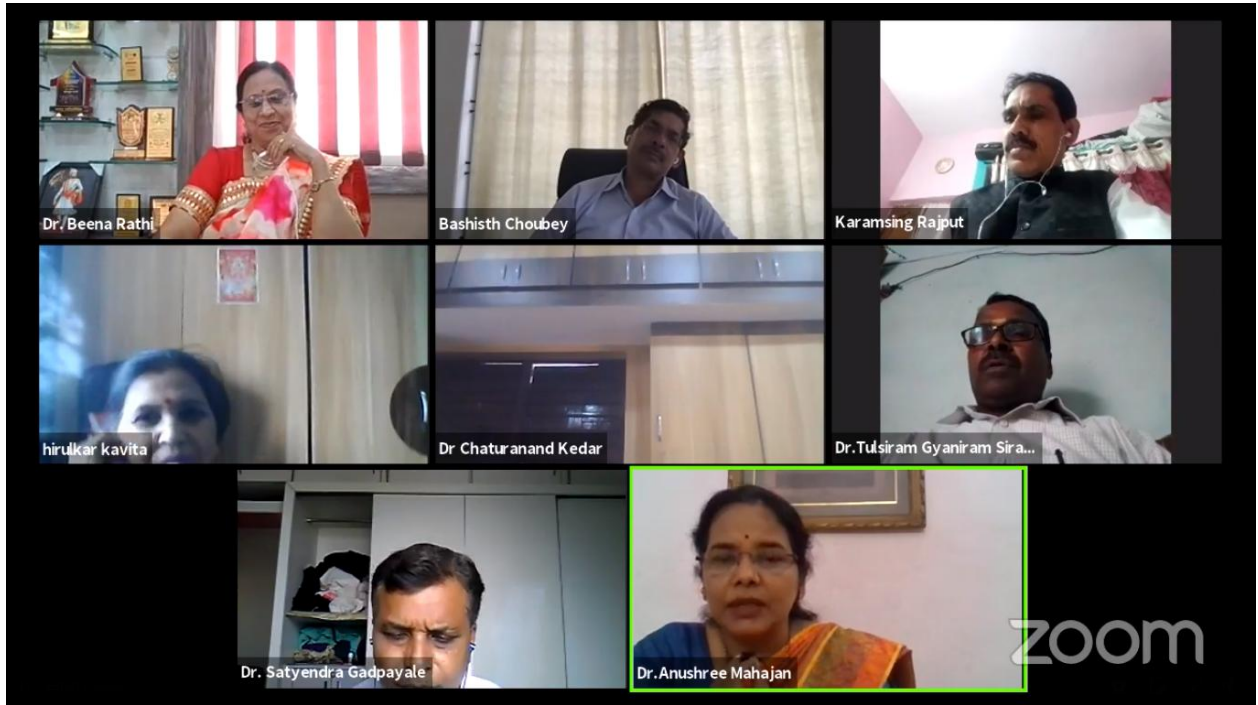 Dr. Beena Rathi
Bashisth Choubey
Karamsing Rajput
hirulkar kavita
Dr Chaturanand Kedar
Dr.Tulsiram Gyaniram Sira...
Dr. Satyendra Gadpayale
Dr.Anushree Mahajan
zoom